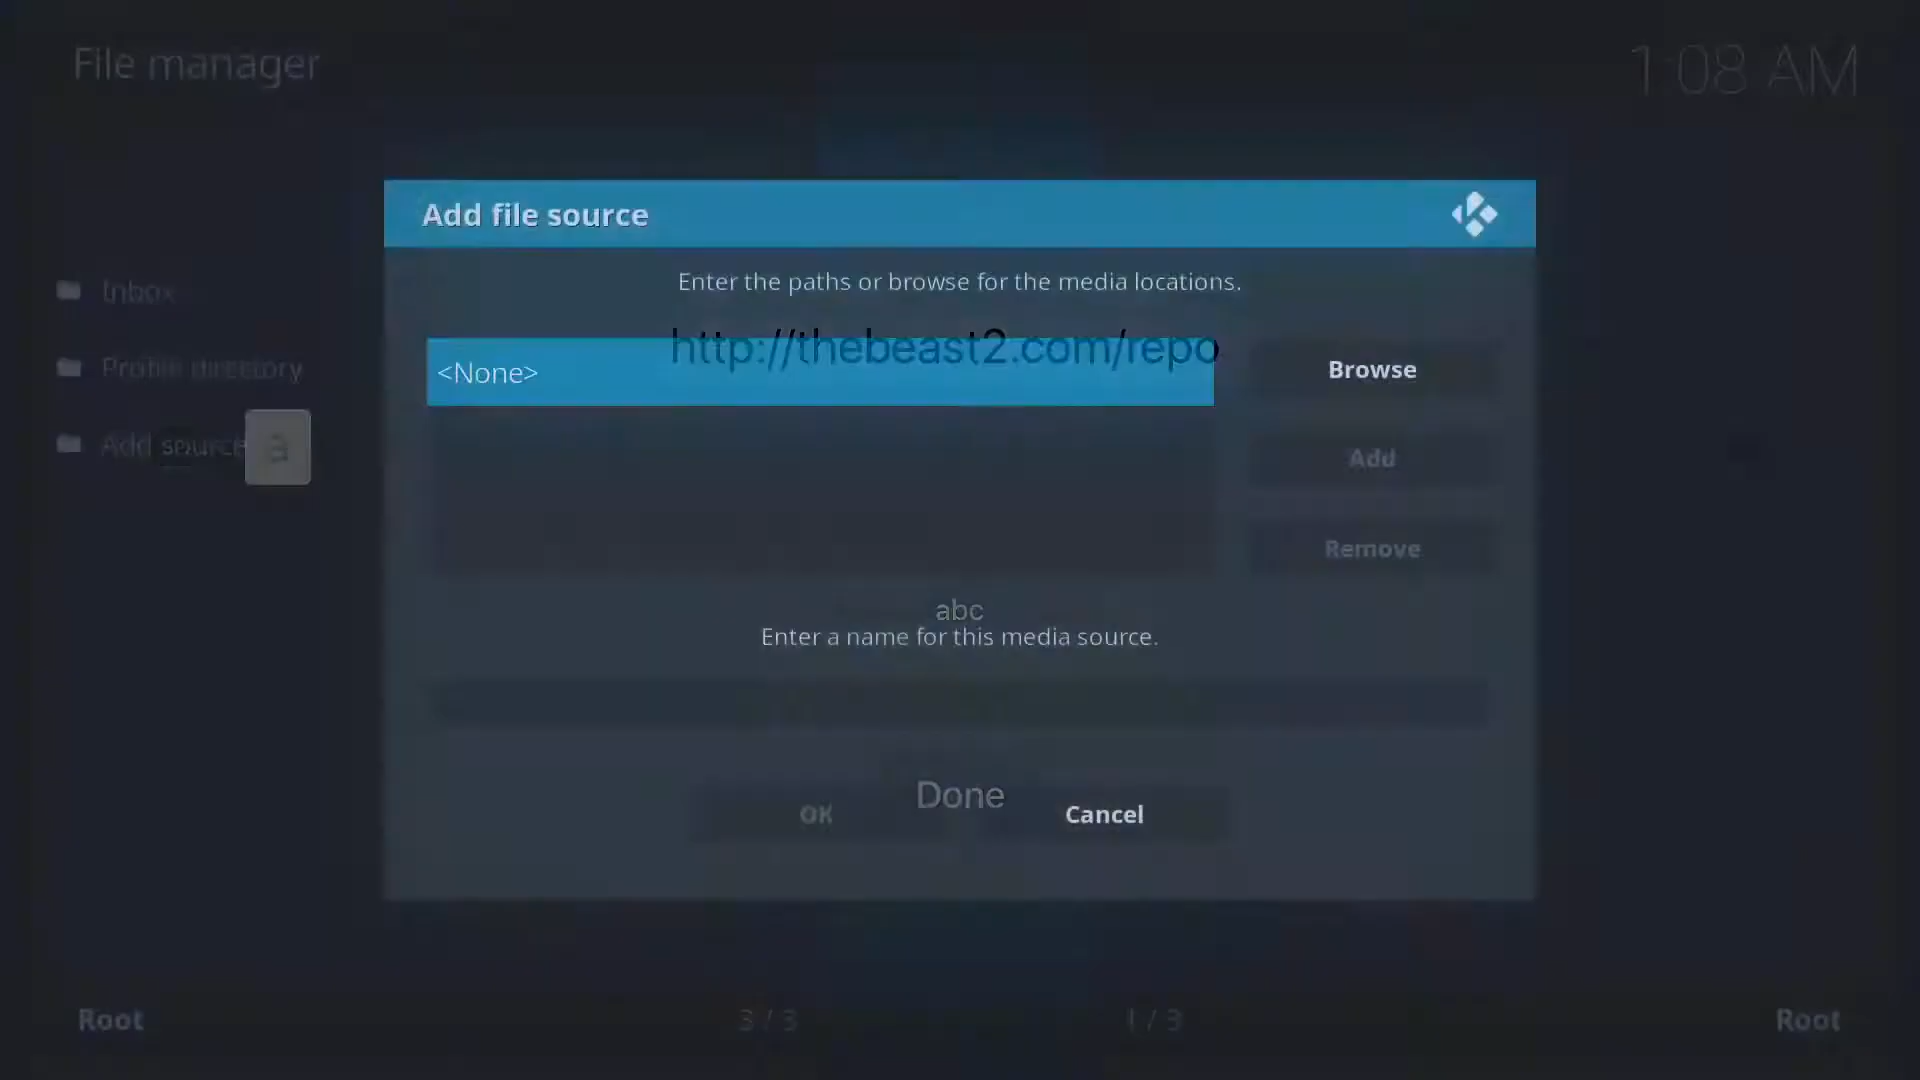 File manager
1:08 AM
Add file source
Enter the paths or browse for the media locations.
http://thebeast2.com/repo
<None>
Browse
Inbox
Profile directory
Add source
a
Add
Remove
abc
Enter a name for this media source.
Done
OK
Cancel
Root
3 / 3
1 / 3
Root